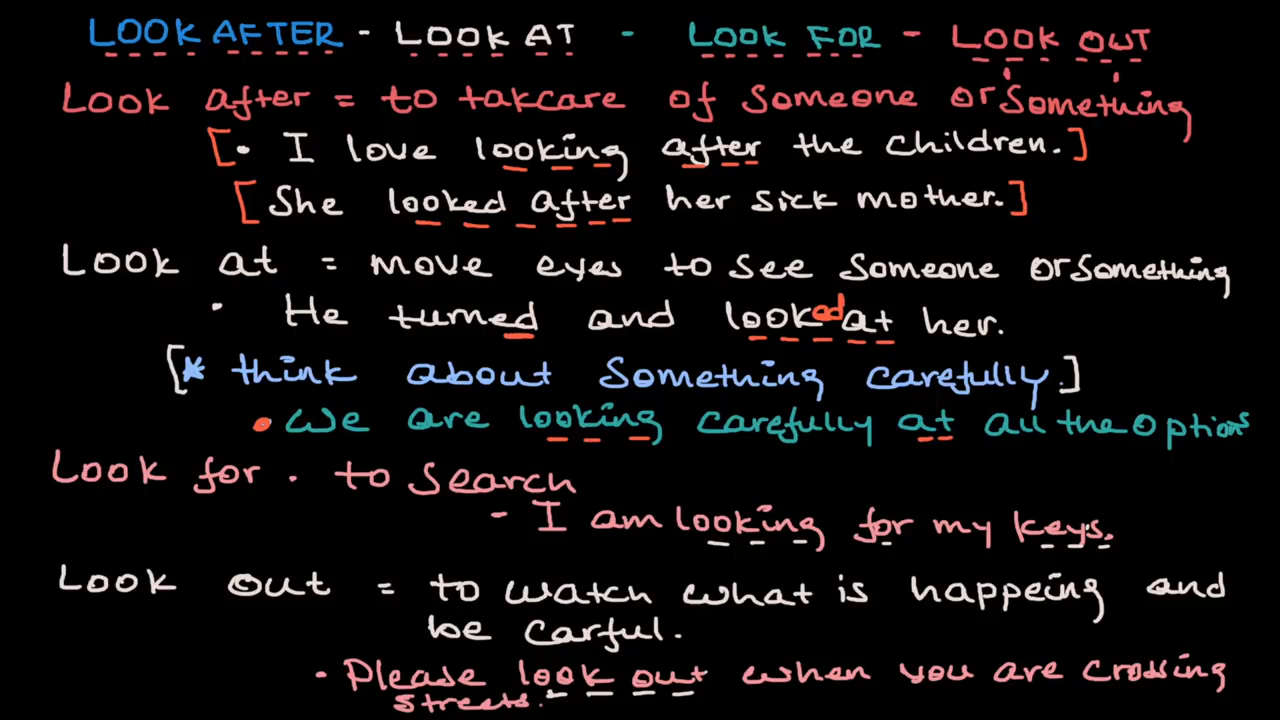 LOOK AFTER - LOOK AT - LOOK FOR - LOOK OUT
Look after = to takcare of someone or something
[• I love looking after the children.]
[She looked after her sick mother.]
Look at = move eyes to see someone or something
• He turned and looked at her.
[* think about something carefully.]
• We are looking carefully at all the options
Look for . to search
- I am looking for my keys.
Look out = to watch what is happeing and
be carful.
• Please look out when you are crossing
streets.